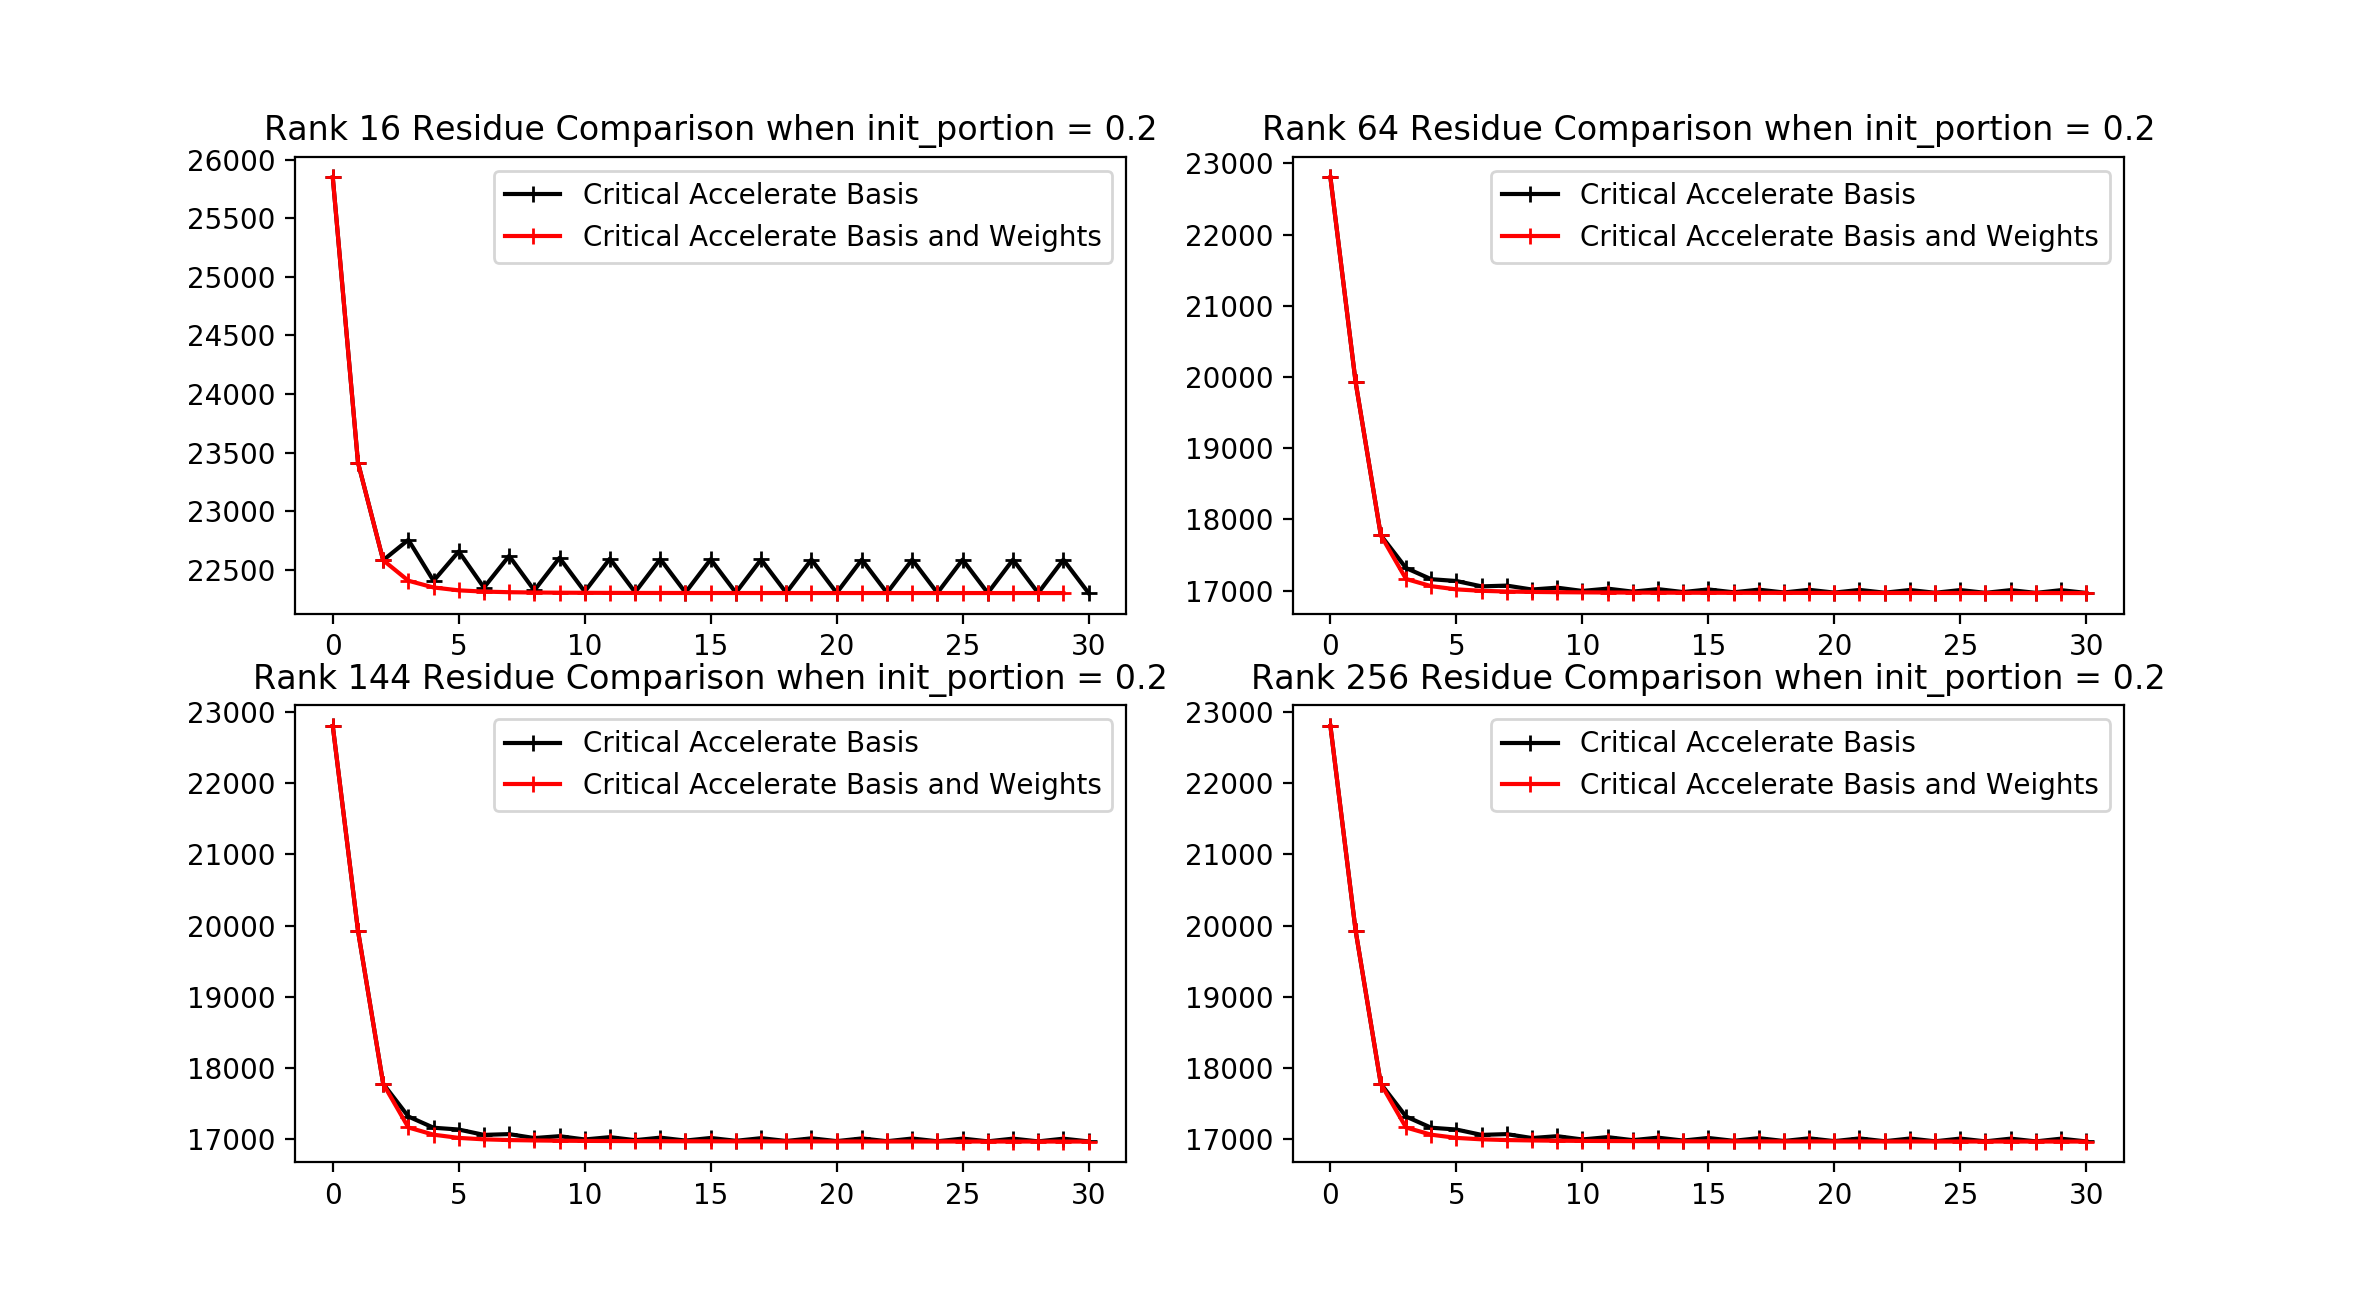 Rank 16 Residue Comparison when init_portion = 0.2
26000
25500
25000
24500
24000
23500
23000
22500
Critical Accelerate Basis
Critical Accelerate Basis and Weights
0 5 10 15 20 25 30
Rank 64 Residue Comparison when init_portion = 0.2
23000
22000
21000
20000
19000
18000
17000
Critical Accelerate Basis
Critical Accelerate Basis and Weights
0 5 10 15 20 25 30
Rank 144 Residue Comparison when init_portion = 0.2
23000
22000
21000
20000
19000
18000
17000
Critical Accelerate Basis
Critical Accelerate Basis and Weights
0 5 10 15 20 25 30
Rank 256 Residue Comparison when init_portion = 0.2
23000
22000
21000
20000
19000
18000
17000
Critical Accelerate Basis
Critical Accelerate Basis and Weights
0 5 10 15 20 25 30